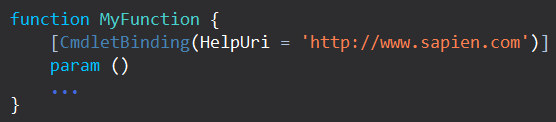 function MyFunction {
    [CmdletBinding(HelpUri = 'http://www.sapien.com')]
    param ()
    ...
}